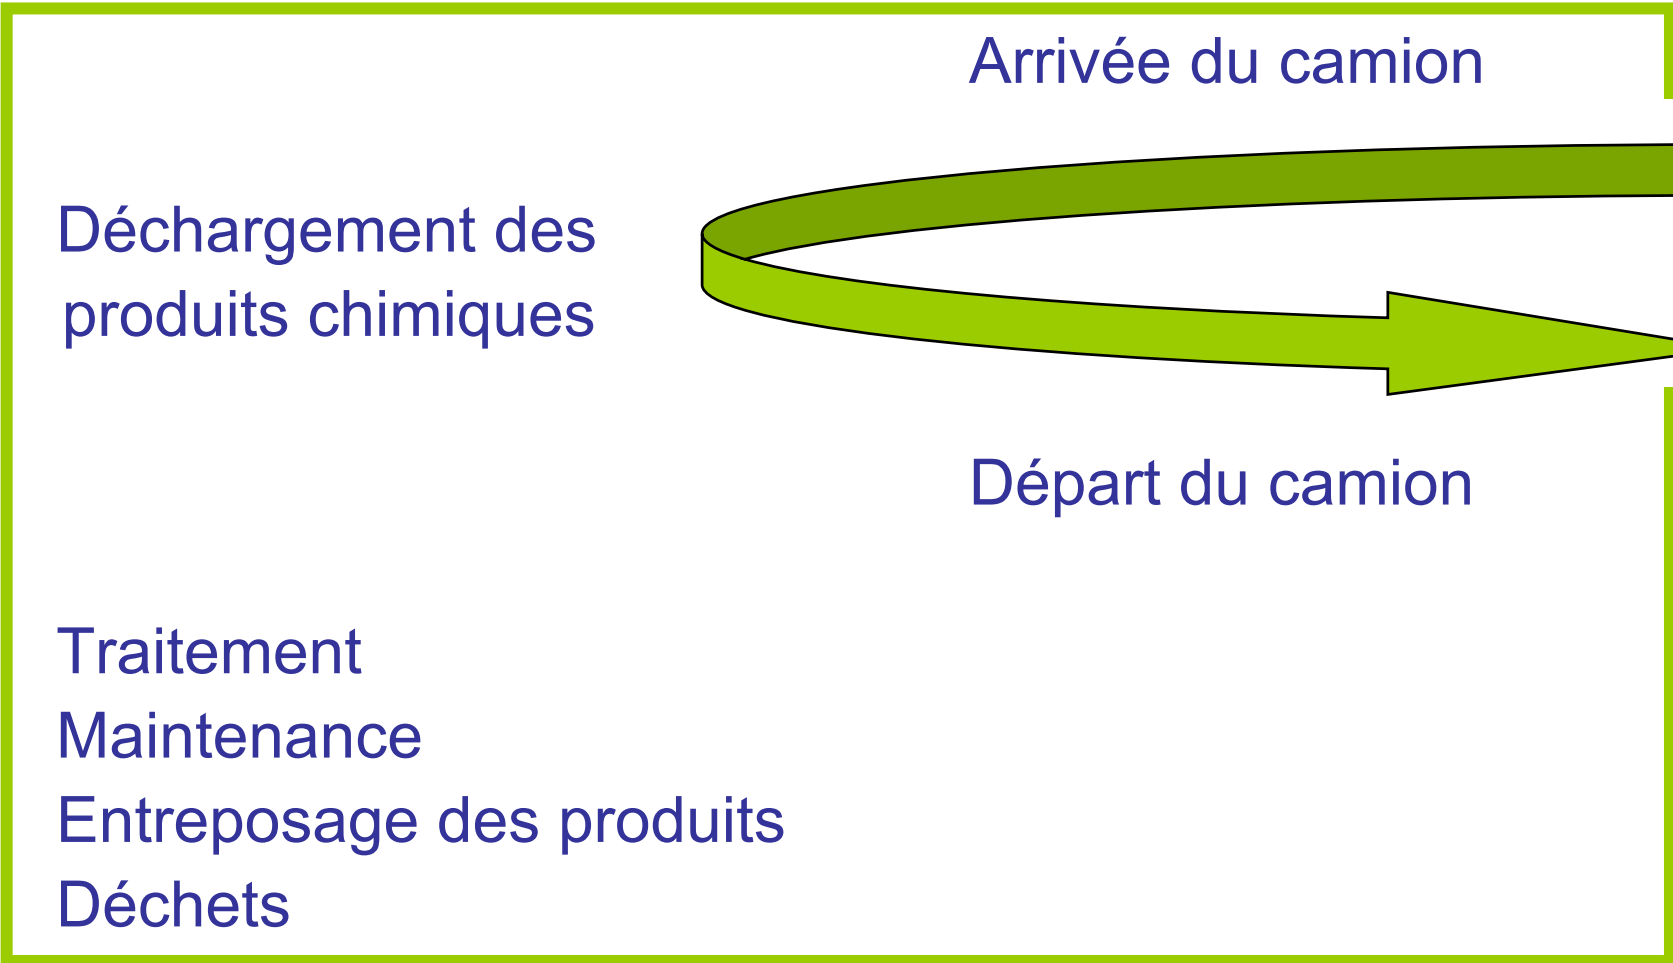 Arrivée du camion
Déchargement des
produits chimiques
Départ du camion
Traitement
Maintenance
Entreposage des produits
Déchets